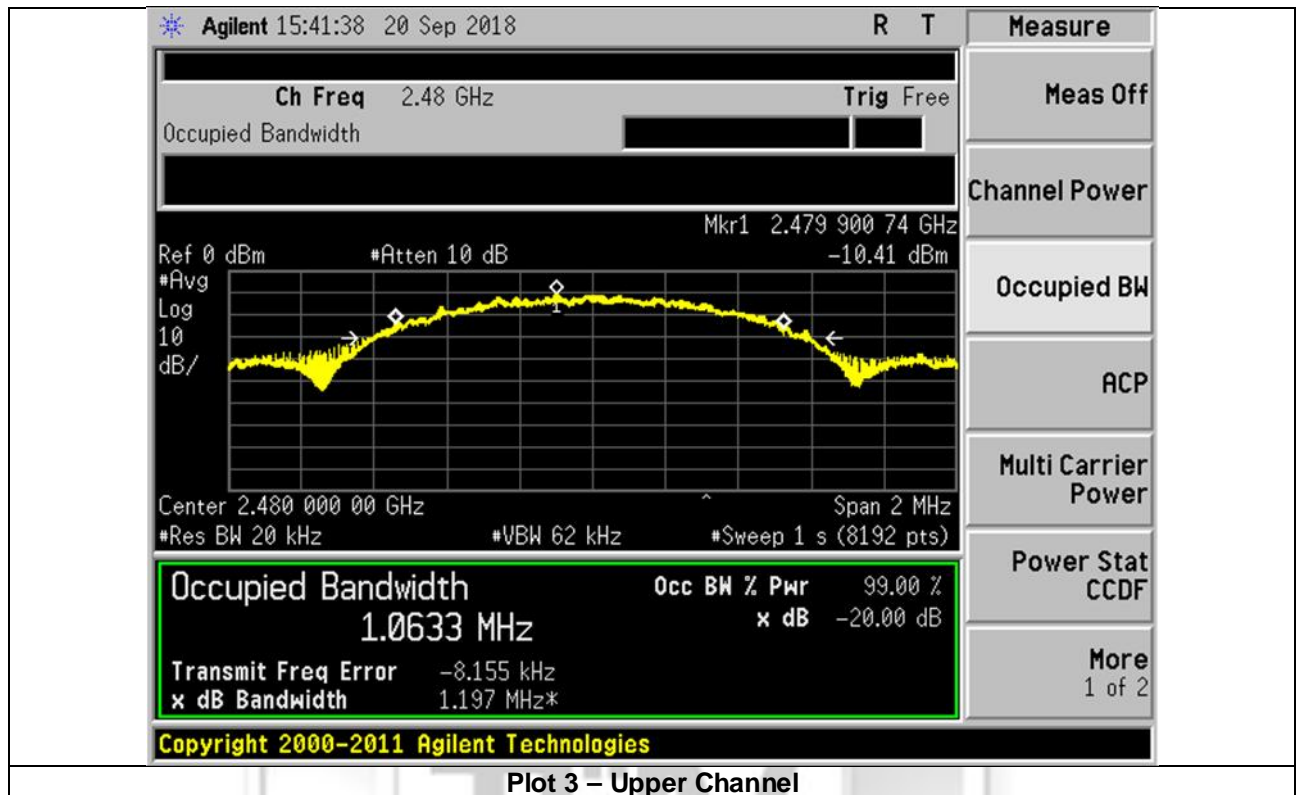 Agilent 15:41:38 20 Sep 2018 R T
Measure
Ch Freq 2.48 GHz Trig Free
Occupied Bandwidth
Meas Off
Channel Power
Occupied BW
ACP
Multi Carrier
Power
Power Stat
CCDF
More
1 of 2
Mkr1 2.479 900 74 GHz
Ref 0 dBm #Atten 10 dB -10.41 dBm
#Avg
Log
10
dB/
1
Center 2.480 000 00 GHz Span 2 MHz
#Res BW 20 kHz #VBW 62 kHz #Sweep 1 s (8192 pts)
Occupied Bandwidth Occ BW % Pwr 99.00 %
1.0633 MHz x dB -20.00 dB
Transmit Freq Error -8.155 kHz
x dB Bandwidth 1.197 MHz*
Copyright 2000-2011 Agilent Technologies
Plot 3 – Upper Channel